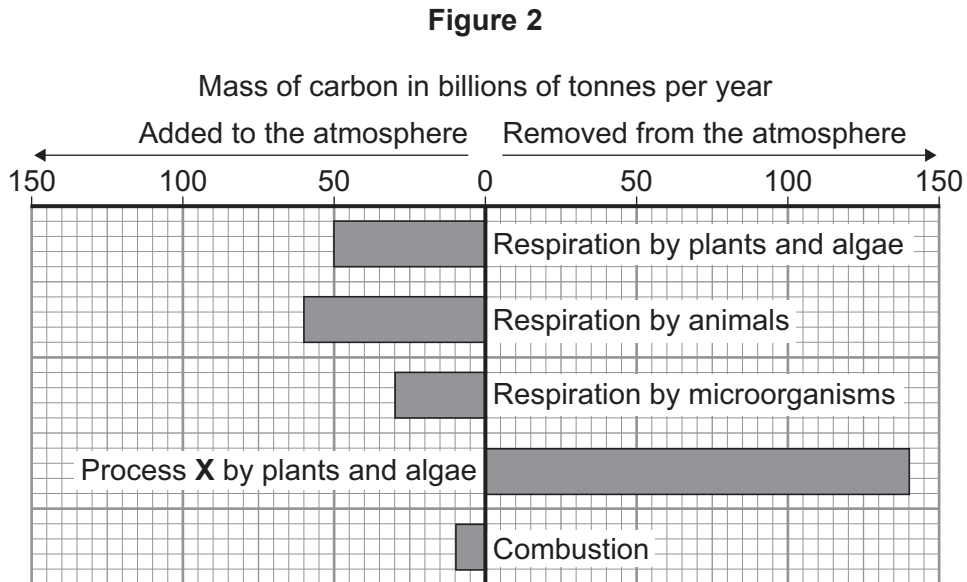 Figure 2
Mass of carbon in billions of tonnes per year
Added to the atmosphere Removed from the atmosphere
150 100 50 0 50 100 150
Respiration by plants and algae
Respiration by animals
Respiration by microorganisms
Process X by plants and algae
Combustion